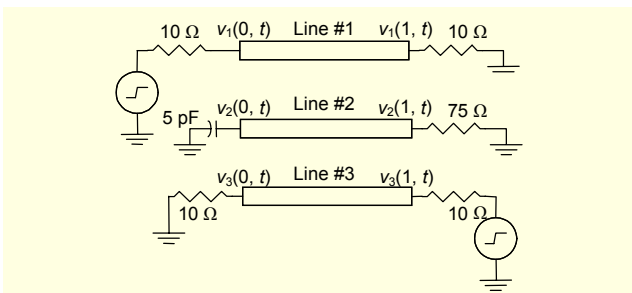 10 Ω v₁(0, t) Line #1 v₁(1, t) 10 Ω
5 pF v₂(0, t) Line #2 v₂(1, t) 75 Ω
v₃(0, t) Line #3 v₃(1, t)
10 Ω 10 Ω